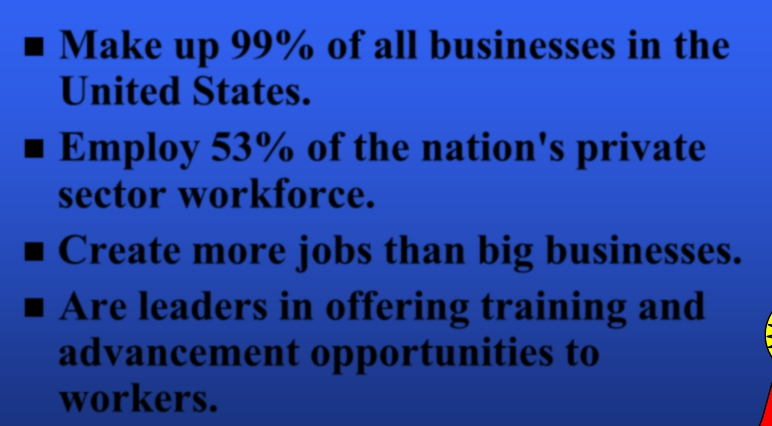 ■ Make up 99% of all businesses in the
United States.
■ Employ 53% of the nation's private
sector workforce.
■ Create more jobs than big businesses.
■ Are leaders in offering training and
advancement opportunities to
workers.